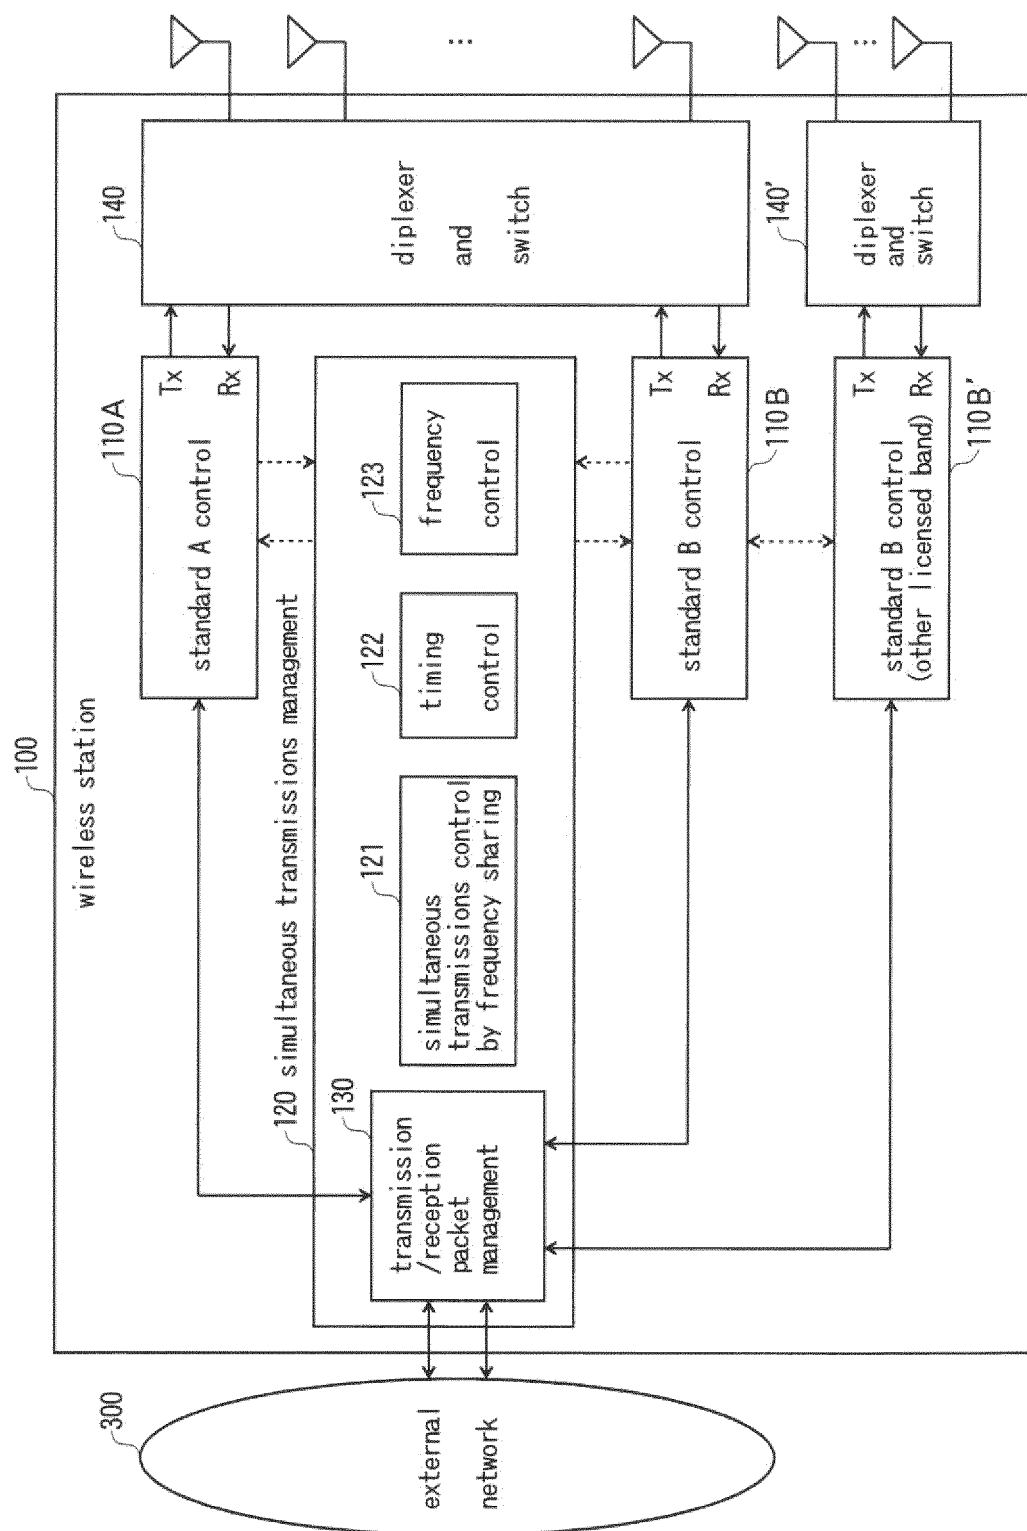 100
wireless station
300
external
network
120 simultaneous transmissions management
130
transmission
/reception
packet
management
121
simultaneous
transmissions control
by frequency sharing
122
timing
control
123
frequency
control
110A
standard A control
Tx
Rx
standard B control
Tx
Rx
110B
standard B control
(other licensed band)
Tx
Rx
110B'
140
diplexer
and
switch
140'
diplexer
and
switch